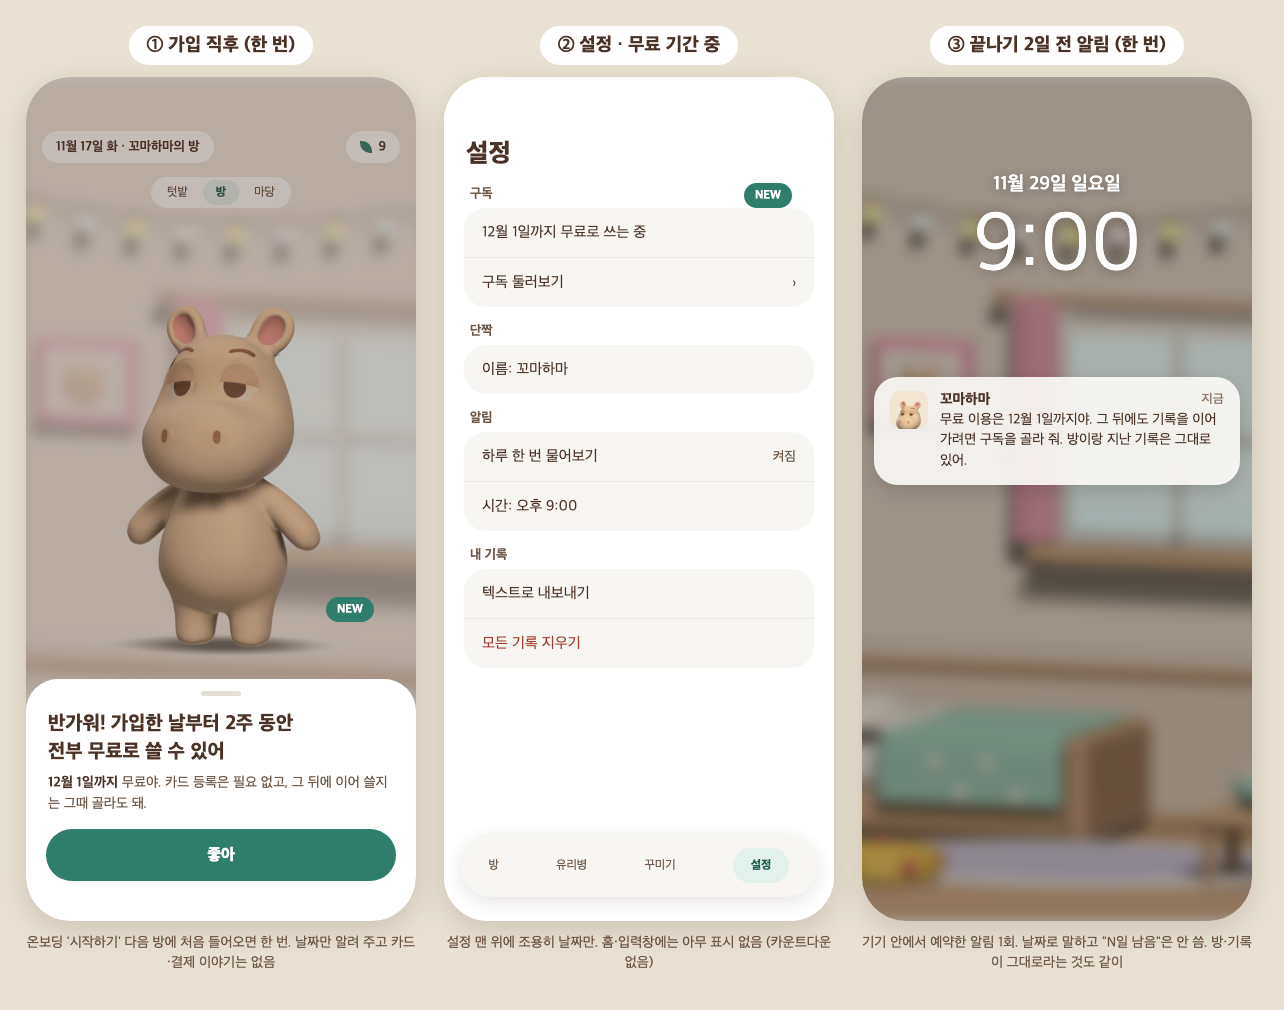 ① 가입 직후 (한 번)
11월 17일 화 · 꼬마하마의 방
9
텃밭
방
마당
NEW
반가워! 가입한 날부터 2주 동안
전부 무료로 쓸 수 있어
12월 1일까지 무료야. 카드 등록은 필요 없고, 그 뒤에 이어 쓸지
는 그때 골라도 돼.
좋아
온보딩 '시작하기' 다음 방에 처음 들어오면 한 번. 날짜만 알려 주고 카드
·결제 이야기는 없음
② 설정 · 무료 기간 중
설정
구독
NEW
12월 1일까지 무료로 쓰는 중
구독 둘러보기 ›
단짝
이름: 꼬마하마
알림
하루 한 번 물어보기 켜짐
시간: 오후 9:00
내 기록
텍스트로 내보내기
모든 기록 지우기
방
유리병
꾸미기
설정
설정 맨 위에 조용히 날짜만. 홈·입력창에는 아무 표시 없음 (카운트다운
없음)
③ 끝나기 2일 전 알림 (한 번)
11월 29일 일요일
9:00
꼬마하마 지금
무료 이용은 12월 1일까지야. 그 뒤에도 기록을 이어
가려면 구독을 골라 줘. 방이랑 지난 기록은 그대로
있어.
기기 안에서 예약한 알림 1회. 날짜로 말하고 "N일 남음"은 안 씀. 방·기록
이 그대로라는 것도 같이